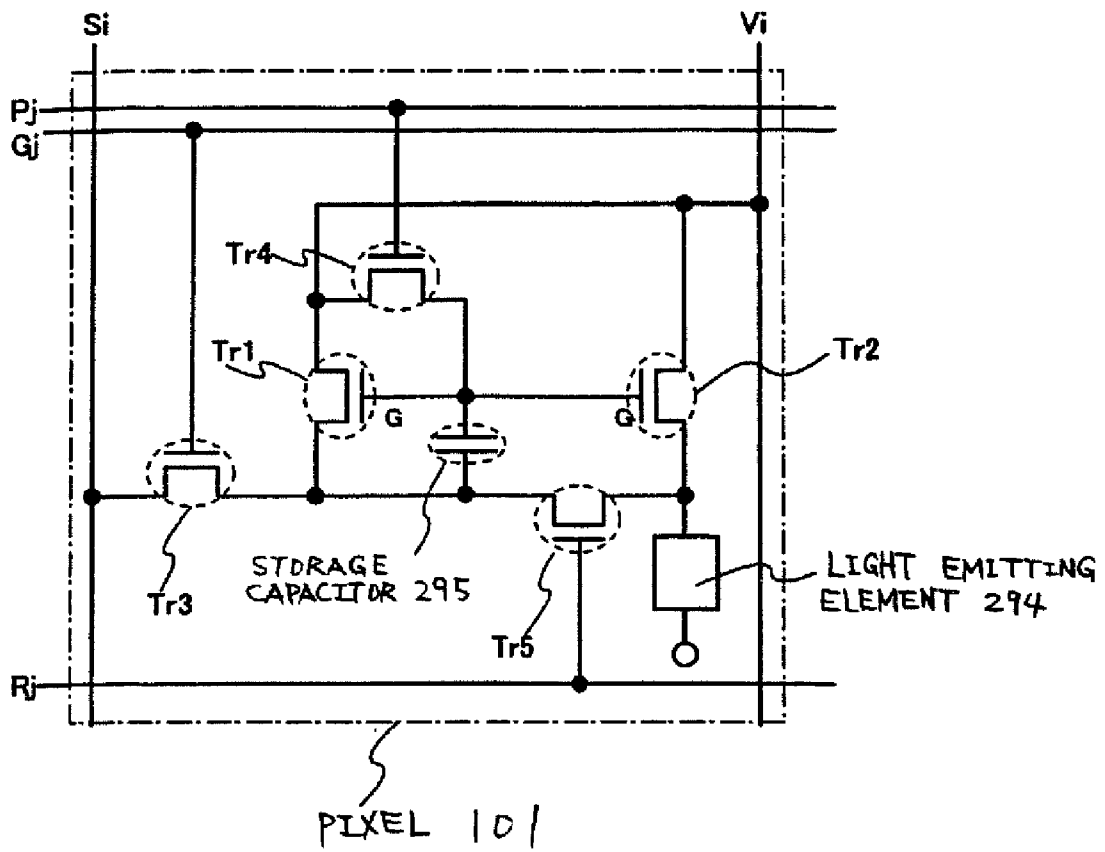 Si
Vi
Pj
Gj
Tr4
Tr1
Tr2
G
G
STORAGE
CAPACITOR 295
LIGHT EMITTING
ELEMENT 294
Tr3
Tr5
Rj
PIXEL 101